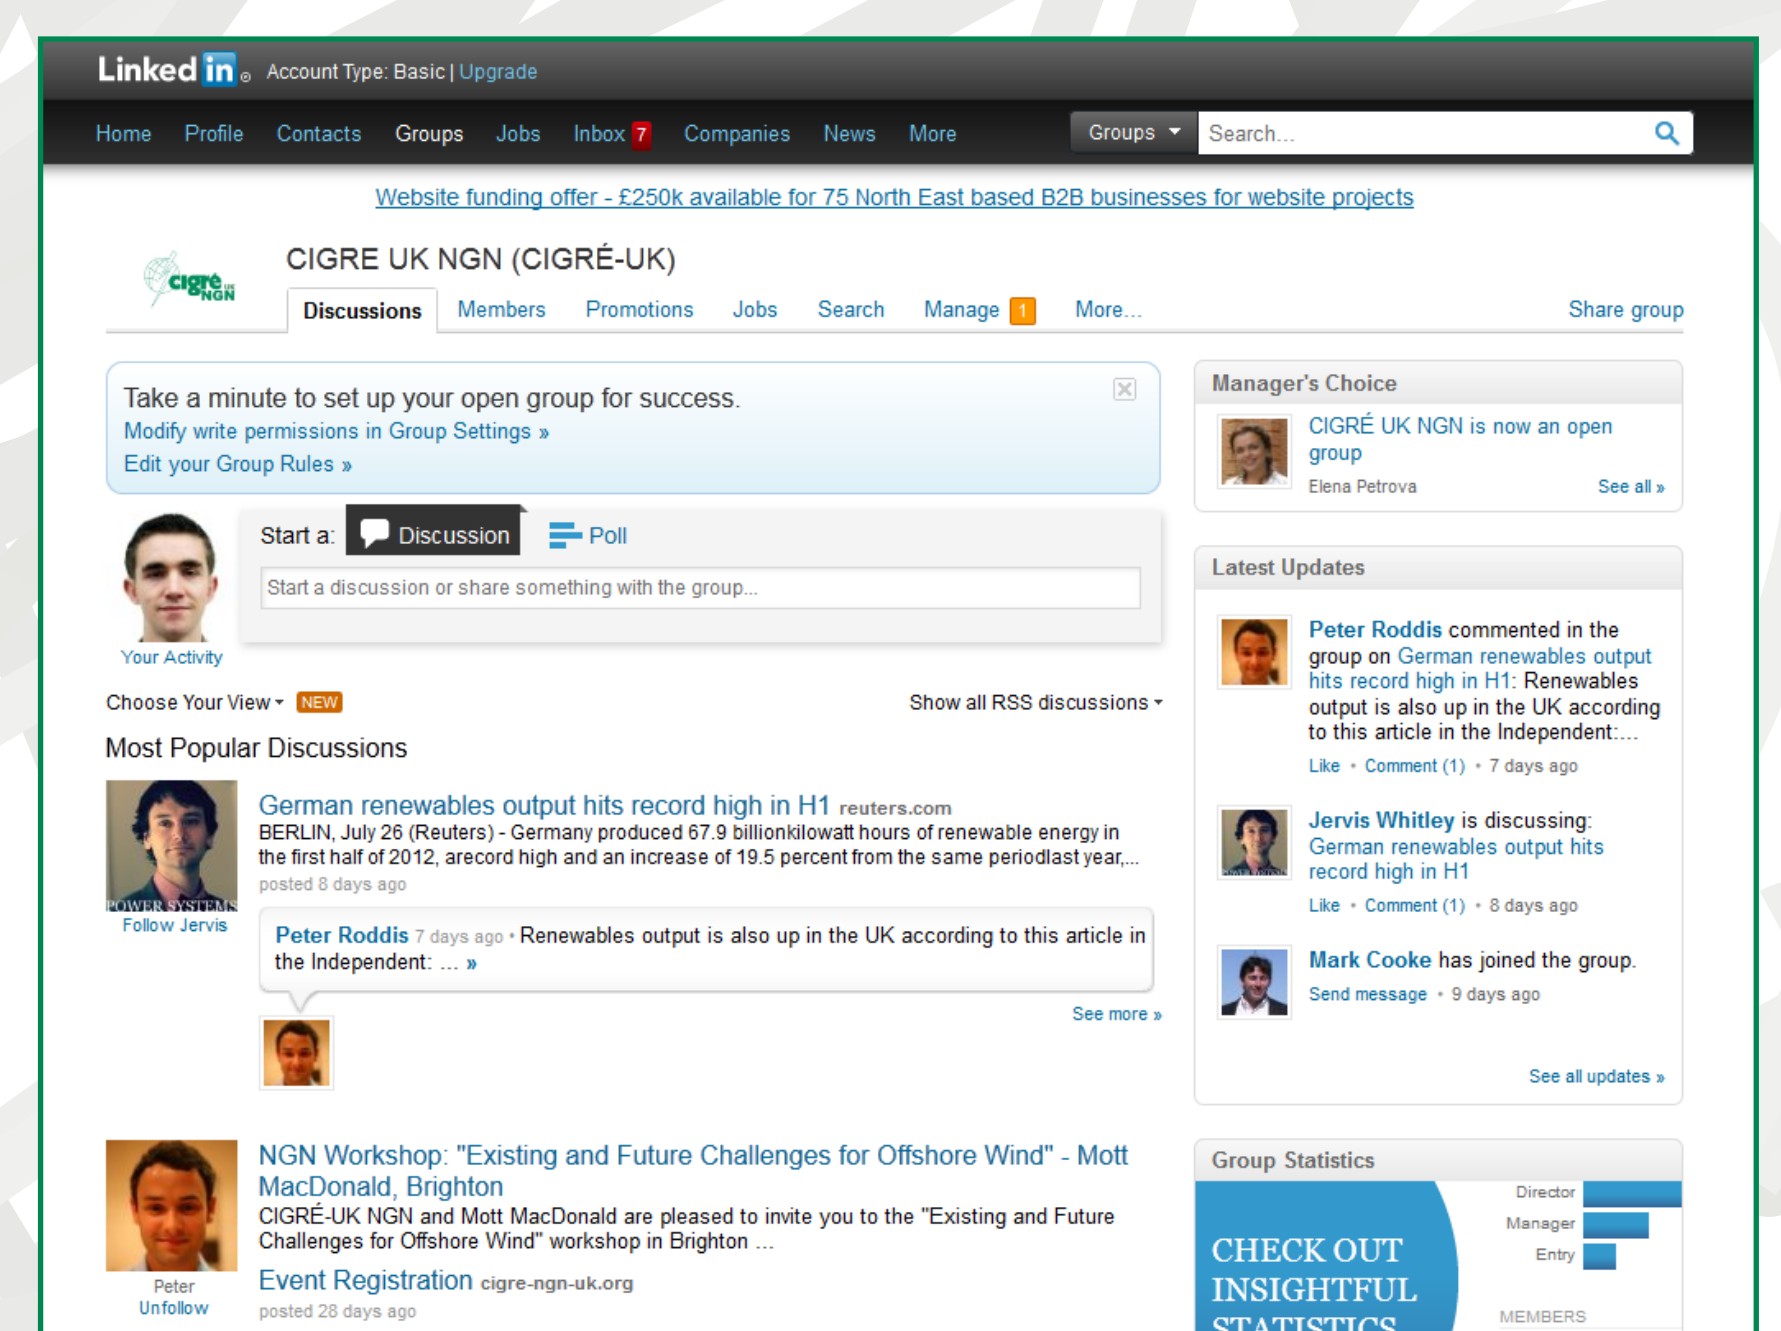 Linked in ® Account Type: Basic | Upgrade
Home Profile Contacts Groups Jobs Inbox 7 Companies News More Groups Search...
Website funding offer - £250k available for 75 North East based B2B businesses for website projects
cigré UK NGN
CIGRE UK NGN (CIGRÉ-UK)
Discussions Members Promotions Jobs Search Manage 1 More... Share group
Take a minute to set up your open group for success.
Modify write permissions in Group Settings »
Edit your Group Rules »
Start a: Discussion Poll
Start a discussion or share something with the group...
Your Activity
Choose Your View NEW Show all RSS discussions
Most Popular Discussions
German renewables output hits record high in H1 reuters.com
BERLIN, July 26 (Reuters) - Germany produced 67.9 billionkilowatt hours of renewable energy in
the first half of 2012, arecord high and an increase of 19.5 percent from the same periodlast year,...
posted 8 days ago
POWER SYSTEMS
Follow Jervis
Peter Roddis 7 days ago • Renewables output is also up in the UK according to this article in
the Independent: ... »
See more »
NGN Workshop: "Existing and Future Challenges for Offshore Wind" - Mott
MacDonald, Brighton
CIGRÉ-UK NGN and Mott MacDonald are pleased to invite you to the "Existing and Future
Challenges for Offshore Wind" workshop in Brighton ...
Event Registration cigre-ngn-uk.org
posted 28 days ago
Peter
Unfollow
Manager's Choice
CIGRÉ UK NGN is now an open
group
Elena Petrova See all »
Latest Updates
Peter Roddis commented in the
group on German renewables output
hits record high in H1: Renewables
output is also up in the UK according
to this article in the Independent:...
Like • Comment (1) • 7 days ago
Jervis Whitley is discussing:
German renewables output hits
record high in H1
Like • Comment (1) • 8 days ago
Mark Cooke has joined the group.
Send message • 9 days ago
See all updates »
Group Statistics
CHECK OUT
INSIGHTFUL
STATISTICS
Director
Manager
Entry
MEMBERS